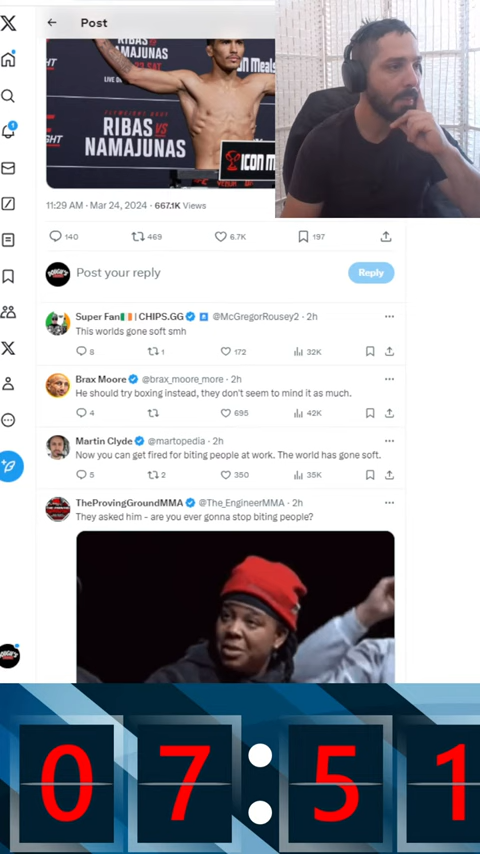 Post
RIBAS VS
NAMAJUNAS
LIVE
FLYWEIGHT BOUT
RIBAS VS
NAMAJUNAS
ICON M
11:29 AM · Mar 24, 2024 · 667.1K Views
140 469 6.7K 197
Post your reply
Reply
Super Fan | CHIPS.GG @McGregorRousey2 · 2h
This worlds gone soft smh
8 1 172 32K
Brax Moore @brax_moore_more · 2h
He should try boxing instead, they don't seem to mind it as much.
4 695 42K
Martin Clyde @martopedia · 2h
Now you can get fired for biting people at work. The world has gone soft.
5 2 350 35K
TheProvingGroundMMA @The_EngineerMMA · 2h
They asked him – are you ever gonna stop biting people?
07:51